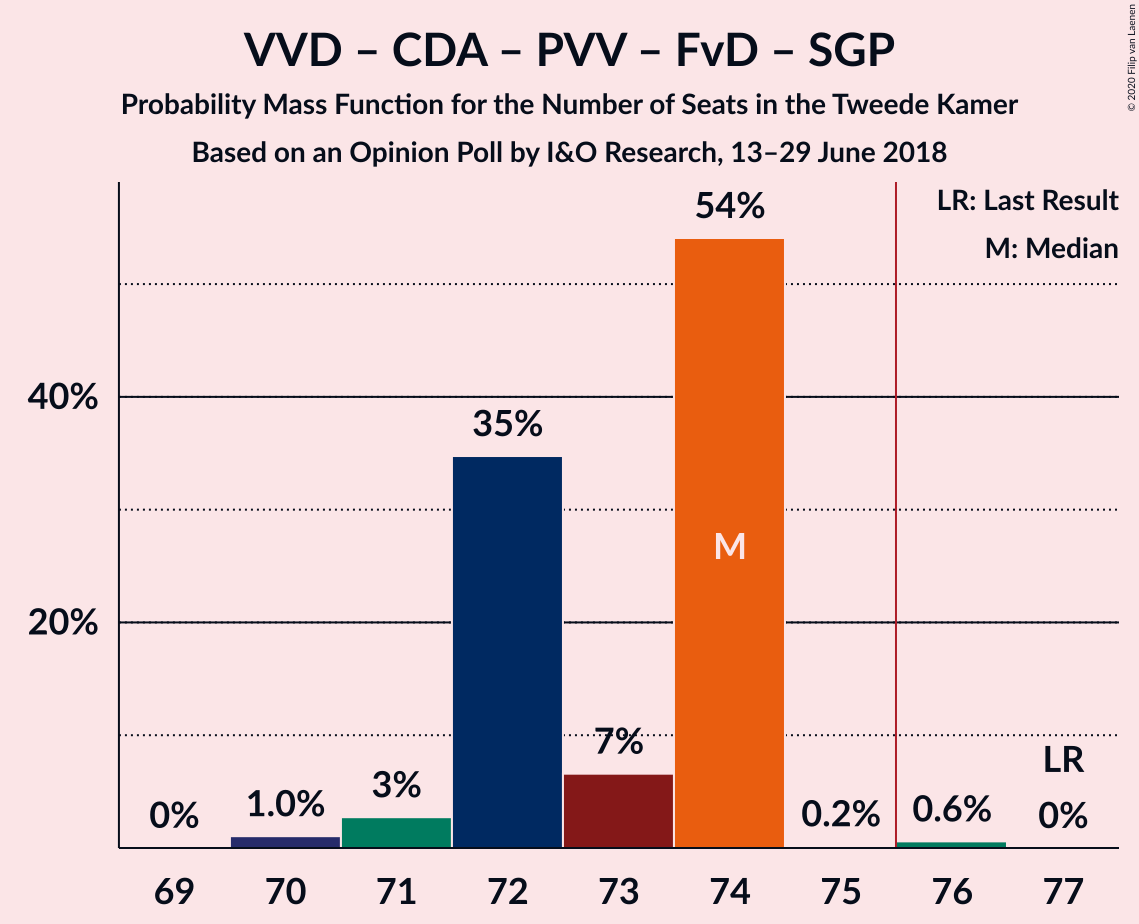 VVD – CDA – PVV – FvD – SGP
Probability Mass Function for the Number of Seats in the Tweede Kamer
Based on an Opinion Poll by I&O Research, 13–29 June 2018
© 2020 Filip van Laenen
LR: Last Result
M: Median
54%
40%
35%
M
20%
7%
LR
3%
1.0%
0%
0.2%
0.6%
0%
69 70 71 72 73 74 75 76 77